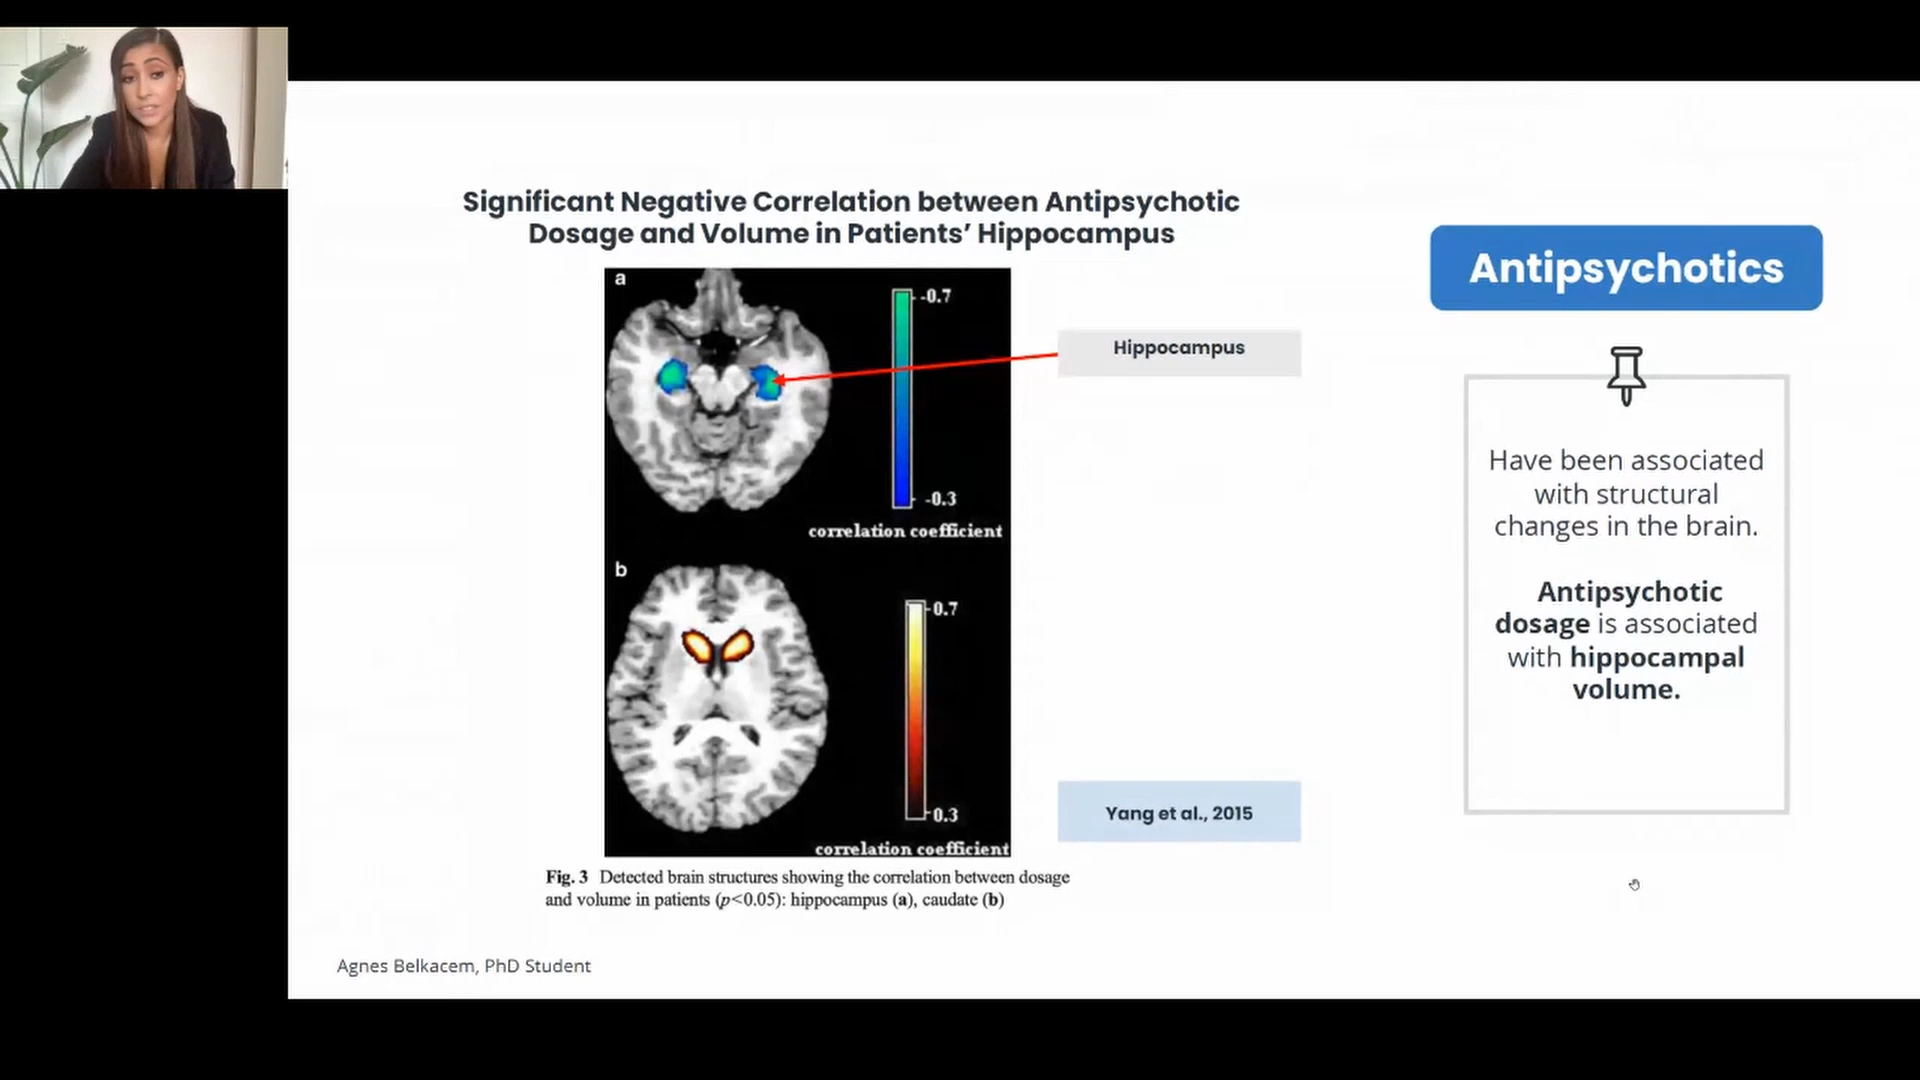 Significant Negative Correlation between Antipsychotic
Dosage and Volume in Patients' Hippocampus
a
-0.7
-0.3
correlation coefficient
Hippocampus
b
0.7
0.3
correlation coefficient
Yang et al., 2015
Fig. 3 Detected brain structures showing the correlation between dosage
and volume in patients (p<0.05): hippocampus (a), caudate (b)
Antipsychotics
Have been associated
with structural
changes in the brain.
Antipsychotic
dosage is associated
with hippocampal
volume.
Agnes Belkacem, PhD Student